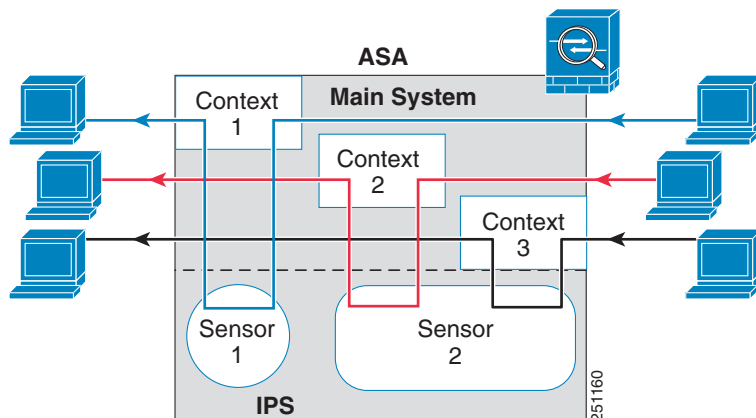 ASA
Main System
Context
1
Context
2
Context
3
Sensor
1
Sensor
2
IPS
251160